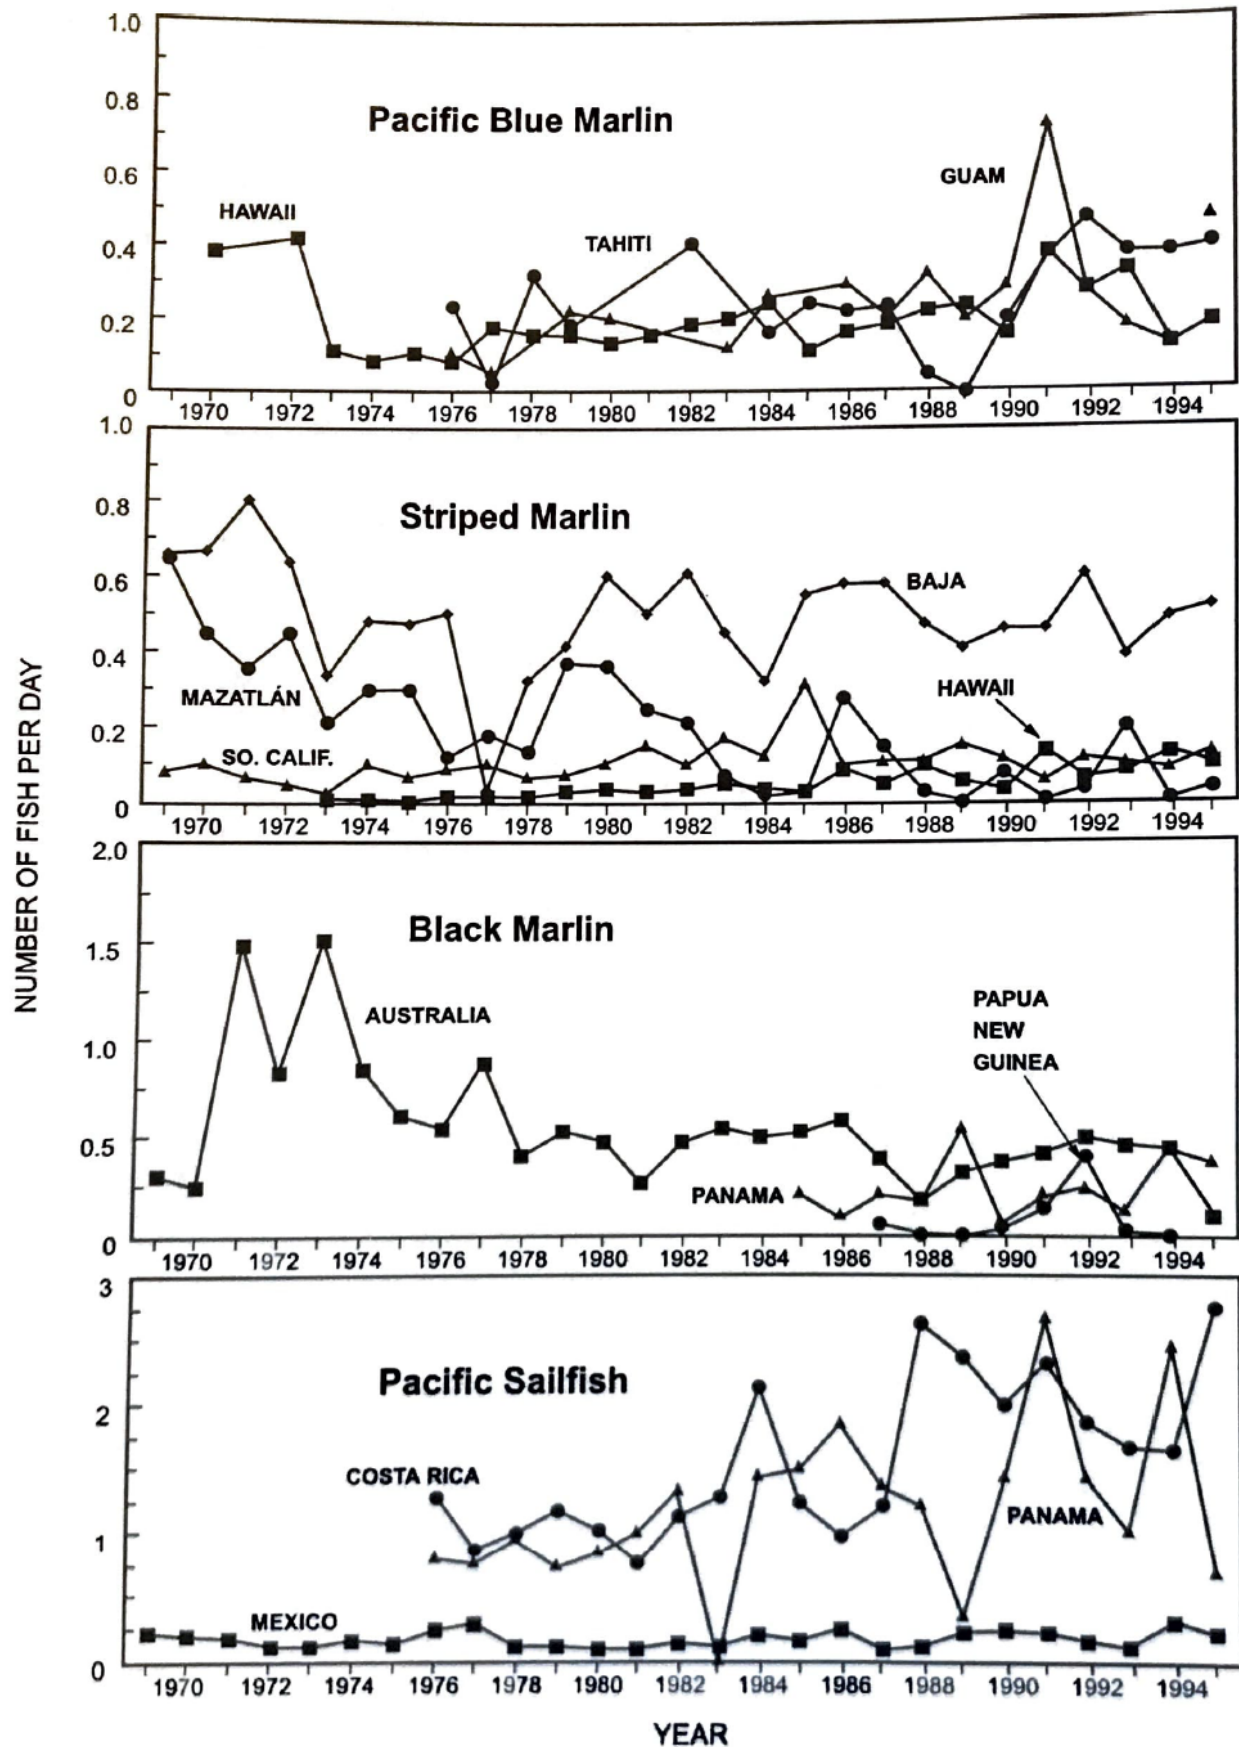 NUMBER OF FISH PER DAY
1.0
0.8
0.6
0.4
0.2
0
Pacific Blue Marlin
HAWAII
TAHITI
GUAM
1970 1972 1974 1976 1978 1980 1982 1984 1986 1988 1990 1992 1994
1.0
0.8
0.6
0.4
0.2
0
Striped Marlin
BAJA
MAZATLÁN
HAWAII
SO. CALIF.
1970 1972 1974 1976 1978 1980 1982 1984 1986 1988 1990 1992 1994
2.0
1.5
1.0
0.5
0
Black Marlin
AUSTRALIA
PAPUA
NEW
GUINEA
PANAMA
1970 1972 1974 1976 1978 1980 1982 1984 1986 1988 1990 1992 1994
3
2
1
0
Pacific Sailfish
COSTA RICA
PANAMA
MEXICO
1970 1972 1974 1976 1978 1980 1982 1984 1986 1988 1990 1992 1994
YEAR